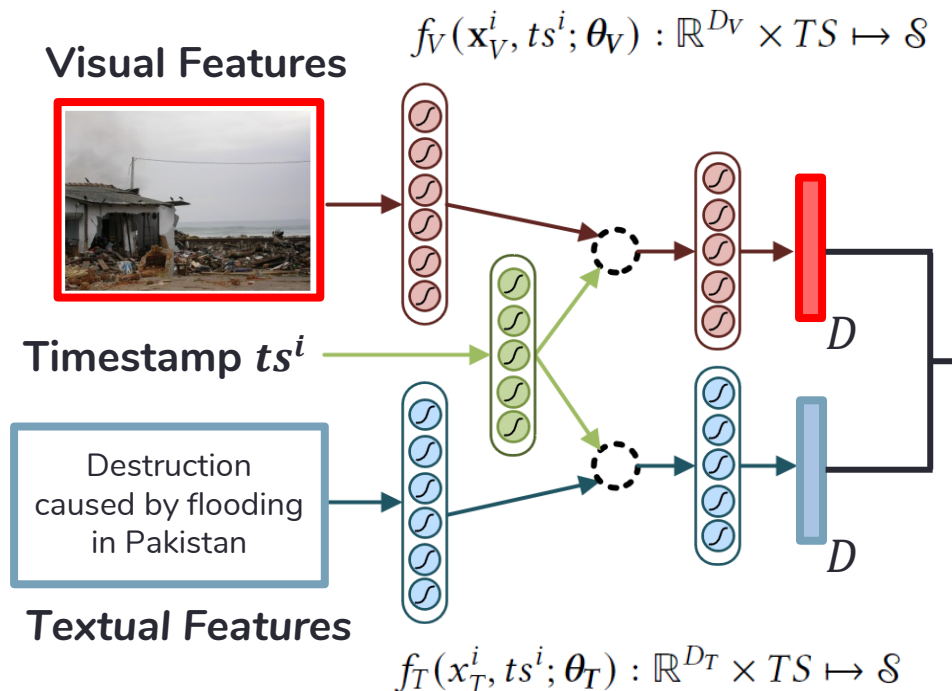 f_V(𝐱_V^i, ts^i; 𝜽_V) : ℝ^{D_V} × TS ↦ 𝒮
Visual Features
D
Timestamp ts^i
Destruction
caused by flooding
in Pakistan
D
Textual Features
f_T(x_T^i, ts^i; 𝜽_T) : ℝ^{D_T} × TS ↦ 𝒮